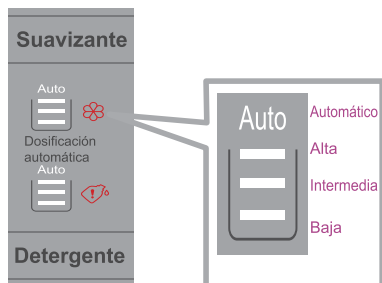 Suavizante
Auto
Dosificación
automática
Auto
Detergente
Auto
Automático
Alta
Intermedia
Baja